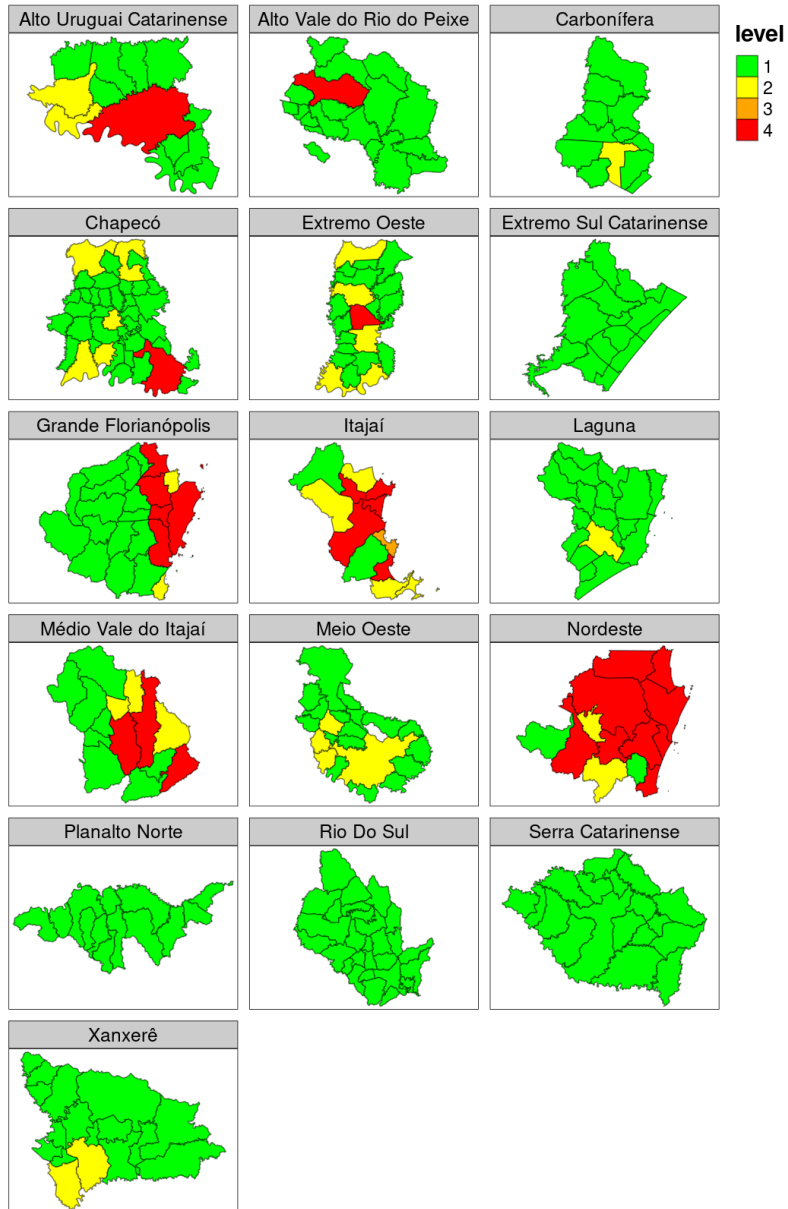 Alto Uruguai Catarinense
Alto Vale do Rio do Peixe
Carbonífera
level
1
2
3
4
Chapecó
Extremo Oeste
Extremo Sul Catarinense
Grande Florianópolis
Itajaí
Laguna
Médio Vale do Itajaí
Meio Oeste
Nordeste
Planalto Norte
Rio Do Sul
Serra Catarinense
Xanxerê